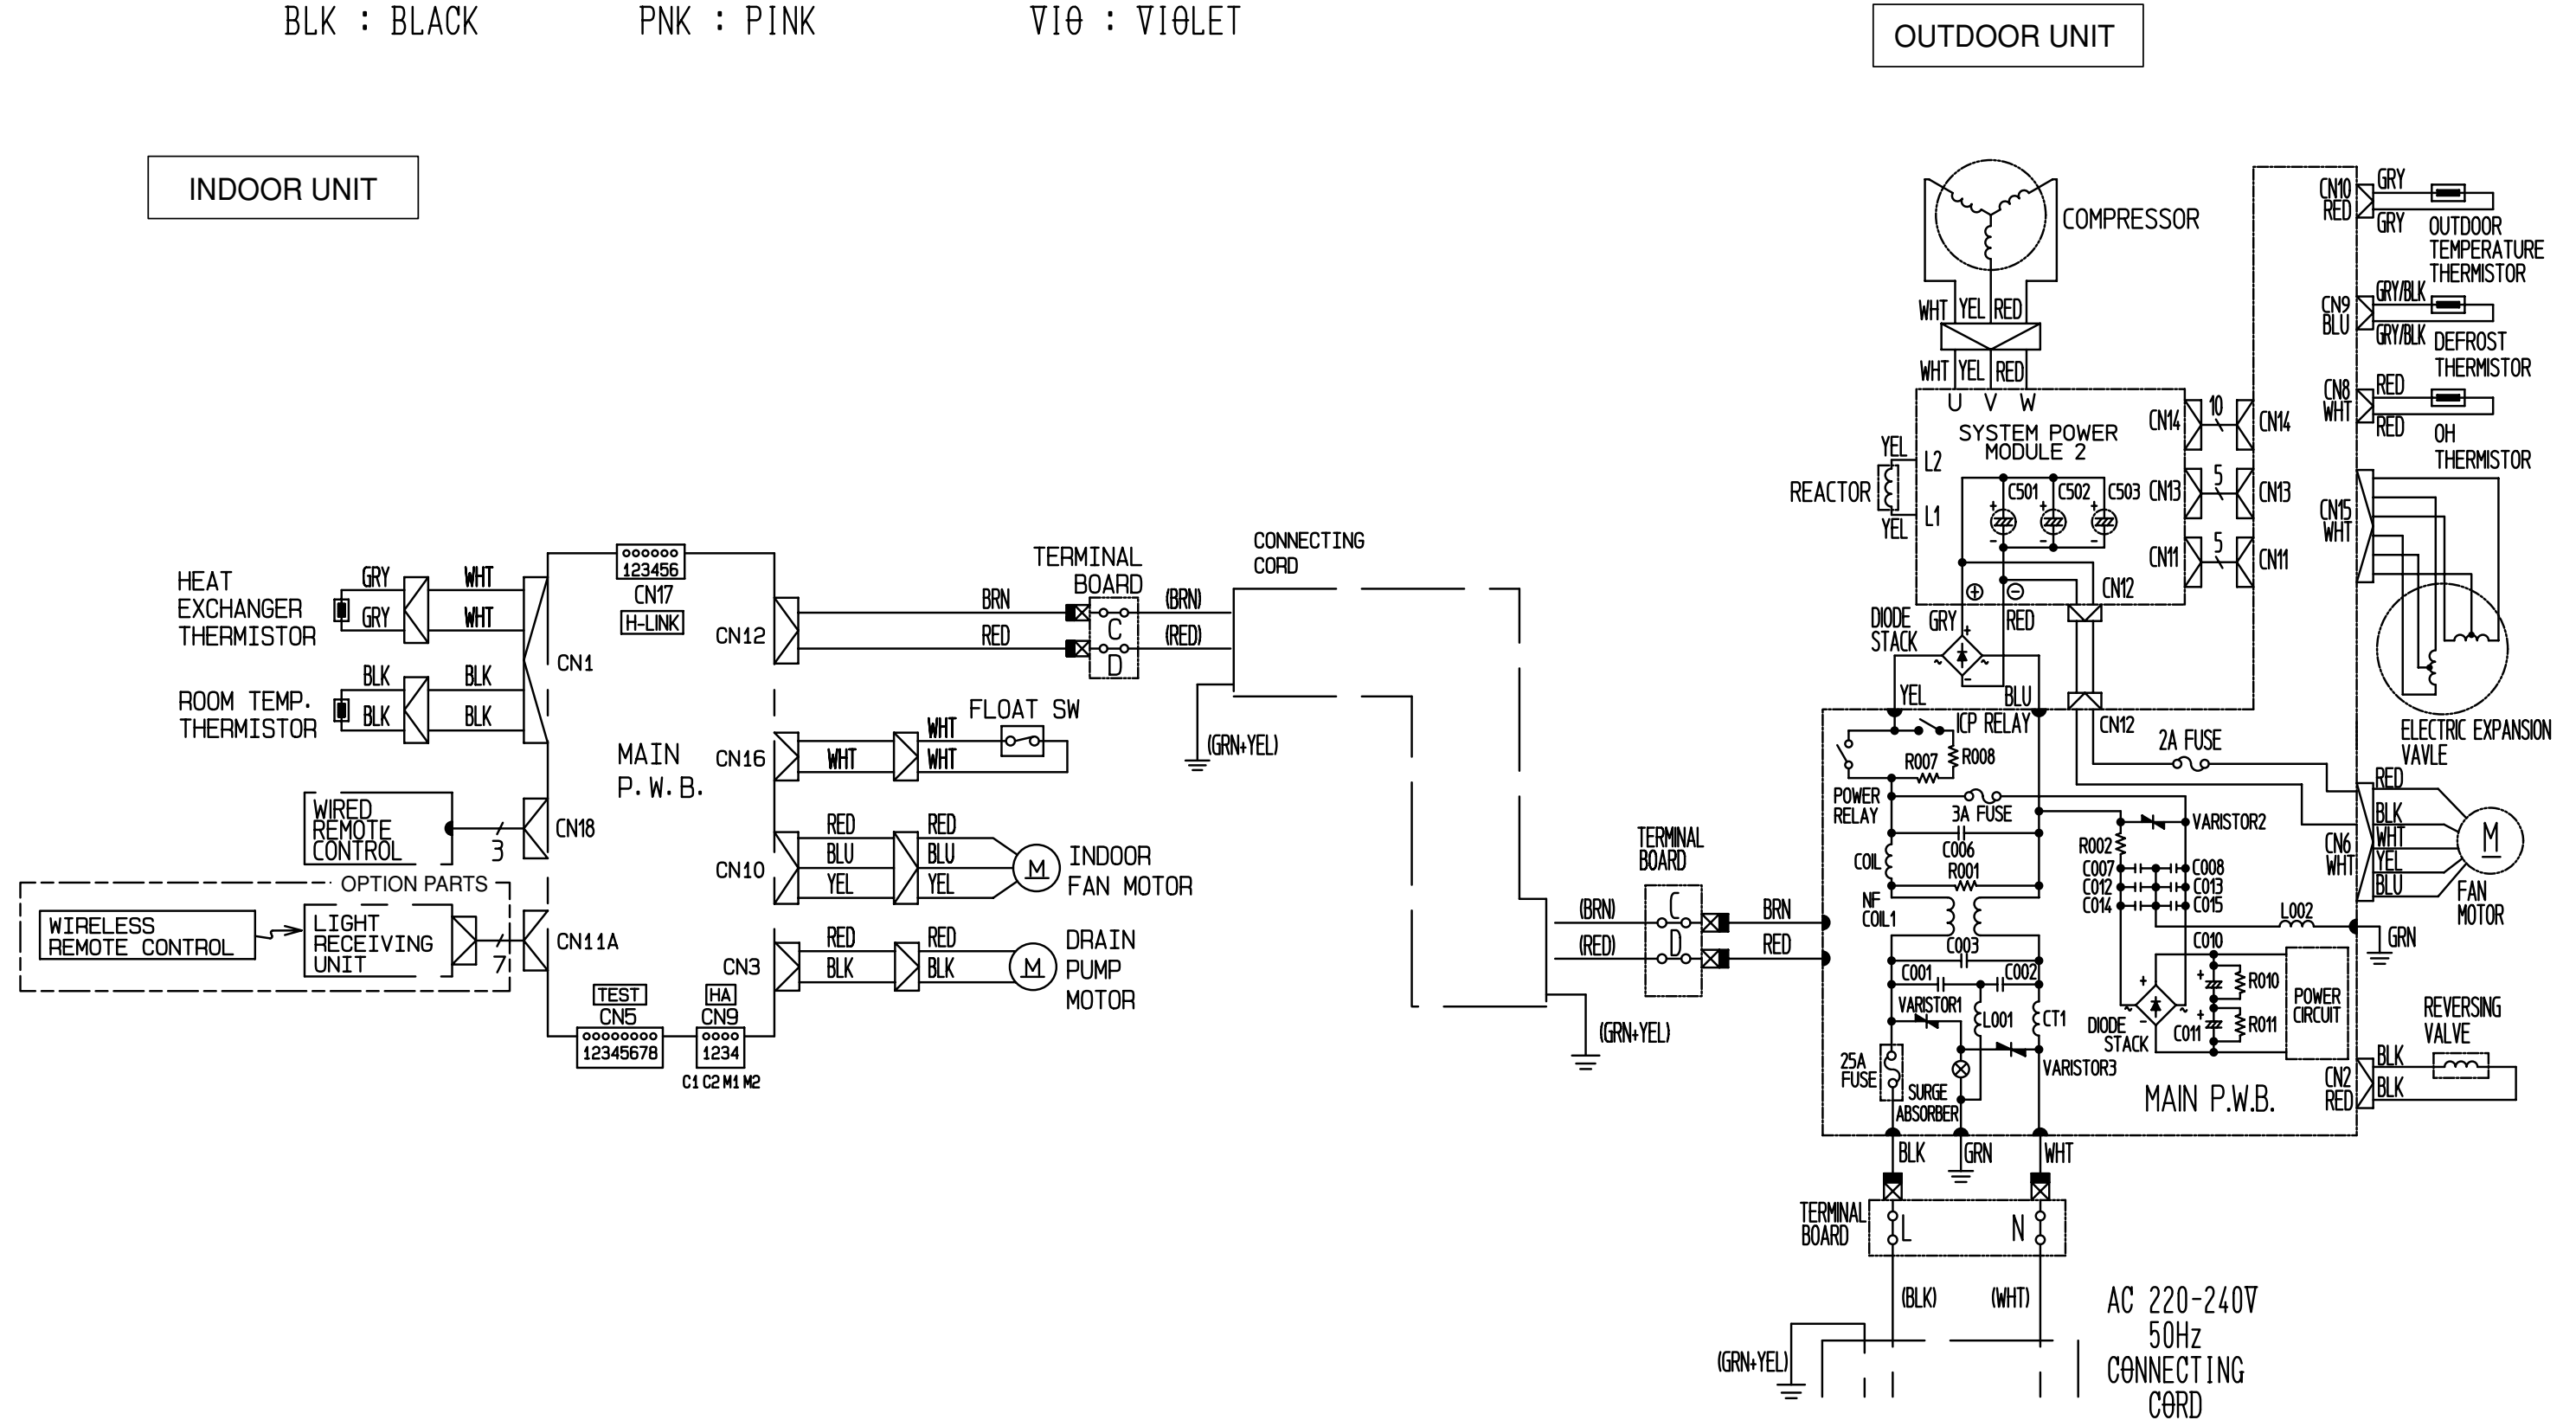 BLK : BLACK
PNK : PINK
VIO : VIOLET
OUTDOOR UNIT
INDOOR UNIT
HEAT
EXCHANGER
THERMISTOR
GRY
GRY
WHT
WHT
ROOM TEMP.
THERMISTOR
BLK
BLK
BLK
BLK
CN1
123456
CN17
H-LINK
CN12
MAIN
P.W.B.
WIRED
REMOTE
CONTROL
3
CN18
OPTION PARTS
WIRELESS
REMOTE CONTROL
LIGHT
RECEIVING
UNIT
7
CN11A
TEST
CN5
12345678
HA
CN9
1234
C1 C2 M1 M2
BRN
RED
TERMINAL
BOARD
C
D
(BRN)
(RED)
CN16
WHT
WHT
WHT
FLOAT SW
CN10
RED
BLU
YEL
RED
BLU
YEL
M
INDOOR
FAN MOTOR
CN3
RED
BLK
RED
BLK
M
DRAIN
PUMP
MOTOR
CONNECTING
CORD
(GRN+YEL)
(BRN)
(RED)
(GRN+YEL)
TERMINAL
BOARD
C
D
BRN
RED
COMPRESSOR
WHT YEL RED
WHT YEL RED
U V W
SYSTEM POWER
MODULE 2
REACTOR
YEL
YEL
L2
L1
C501 C502 C503
+ + +
- - -
CN14 10 CN14
CN13 5 CN13
CN11 5 CN11
CN12
DIODE
STACK
GRY
+
-
RED
+
~ ~
-
YEL
BLU
CN12
ICP RELAY
R007
R008
POWER
RELAY
3A FUSE
2A FUSE
C006
COIL
R001
NF
COIL1
C003
C001
C002
VARISTOR1
L001
CT1
25A
FUSE
SURGE
ABSORBER
VARISTOR3
VARISTOR2
R002
C007 C008
C012 C013
C014 C015
L002
C010
R010
C011
R011
+
+
+
~ ~
-
DIODE
STACK
POWER
CIRCUIT
MAIN P.W.B.
CN10
RED
GRY
GRY
OUTDOOR
TEMPERATURE
THERMISTOR
CN9
BLU
GRY/BLK
GRY/BLK
DEFROST
THERMISTOR
CN8
WHT
RED
RED
OH
THERMISTOR
CN15
WHT
ELECTRIC EXPANSION
VAVLE
CN6
WHT
RED
BLK
WHT
YEL
BLU
M
FAN
MOTOR
GRN
REVERSING
VALVE
CN2
RED
BLK
BLK
BLK
GRN
WHT
TERMINAL
BOARD
L
N
(BLK)
(WHT)
(GRN+YEL)
AC 220-240V
50Hz
CONNECTING
CORD